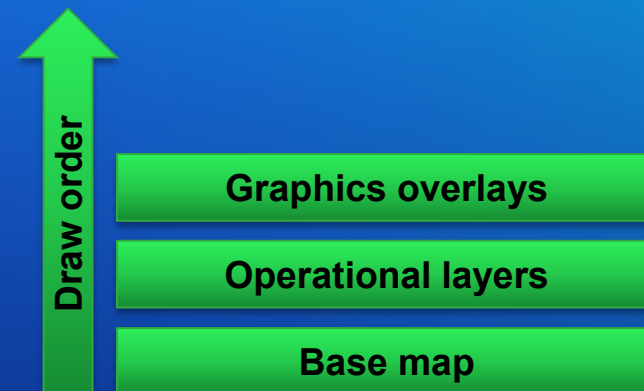 Draw order
Graphics overlays
Operational layers
Base map